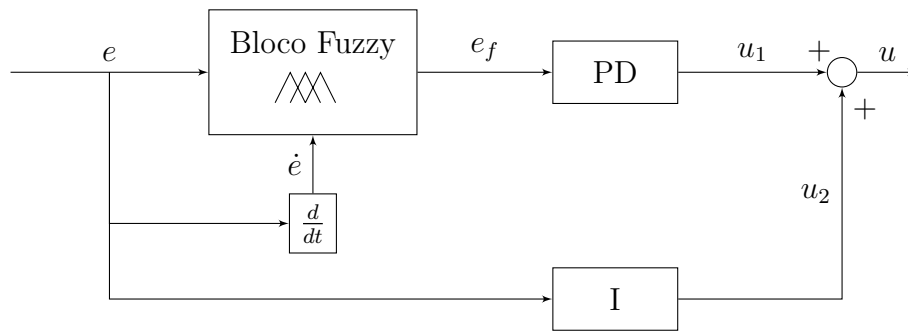 e
Bloco Fuzzy
e_f
PD
u_1
+
u
+
ė
d/dt
u_2
I